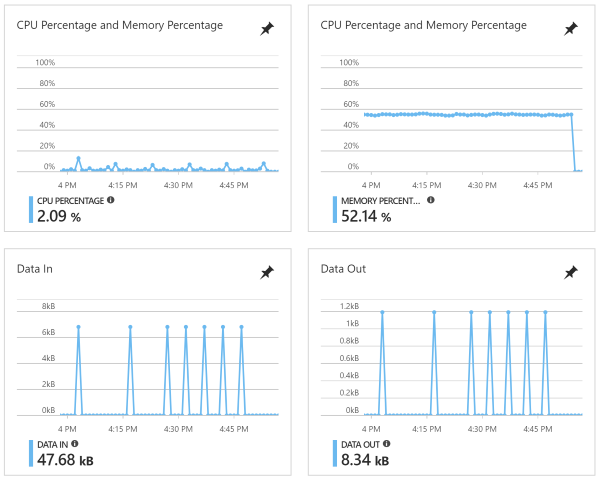 CPU Percentage and Memory Percentage
100%
80%
60%
40%
20%
0%
4 PM 4:15 PM 4:30 PM 4:45 PM
CPU PERCENTAGE
2.09 %
CPU Percentage and Memory Percentage
100%
80%
60%
40%
20%
0%
4 PM 4:15 PM 4:30 PM 4:45 PM
MEMORY PERCENT...
52.14 %
Data In
8kB
6kB
4kB
2kB
0kB
4 PM 4:15 PM 4:30 PM 4:45 PM
DATA IN
47.68 kB
Data Out
1.2kB
1kB
0.8kB
0.6kB
0.4kB
0.2kB
0kB
4 PM 4:15 PM 4:30 PM 4:45 PM
DATA OUT
8.34 kB